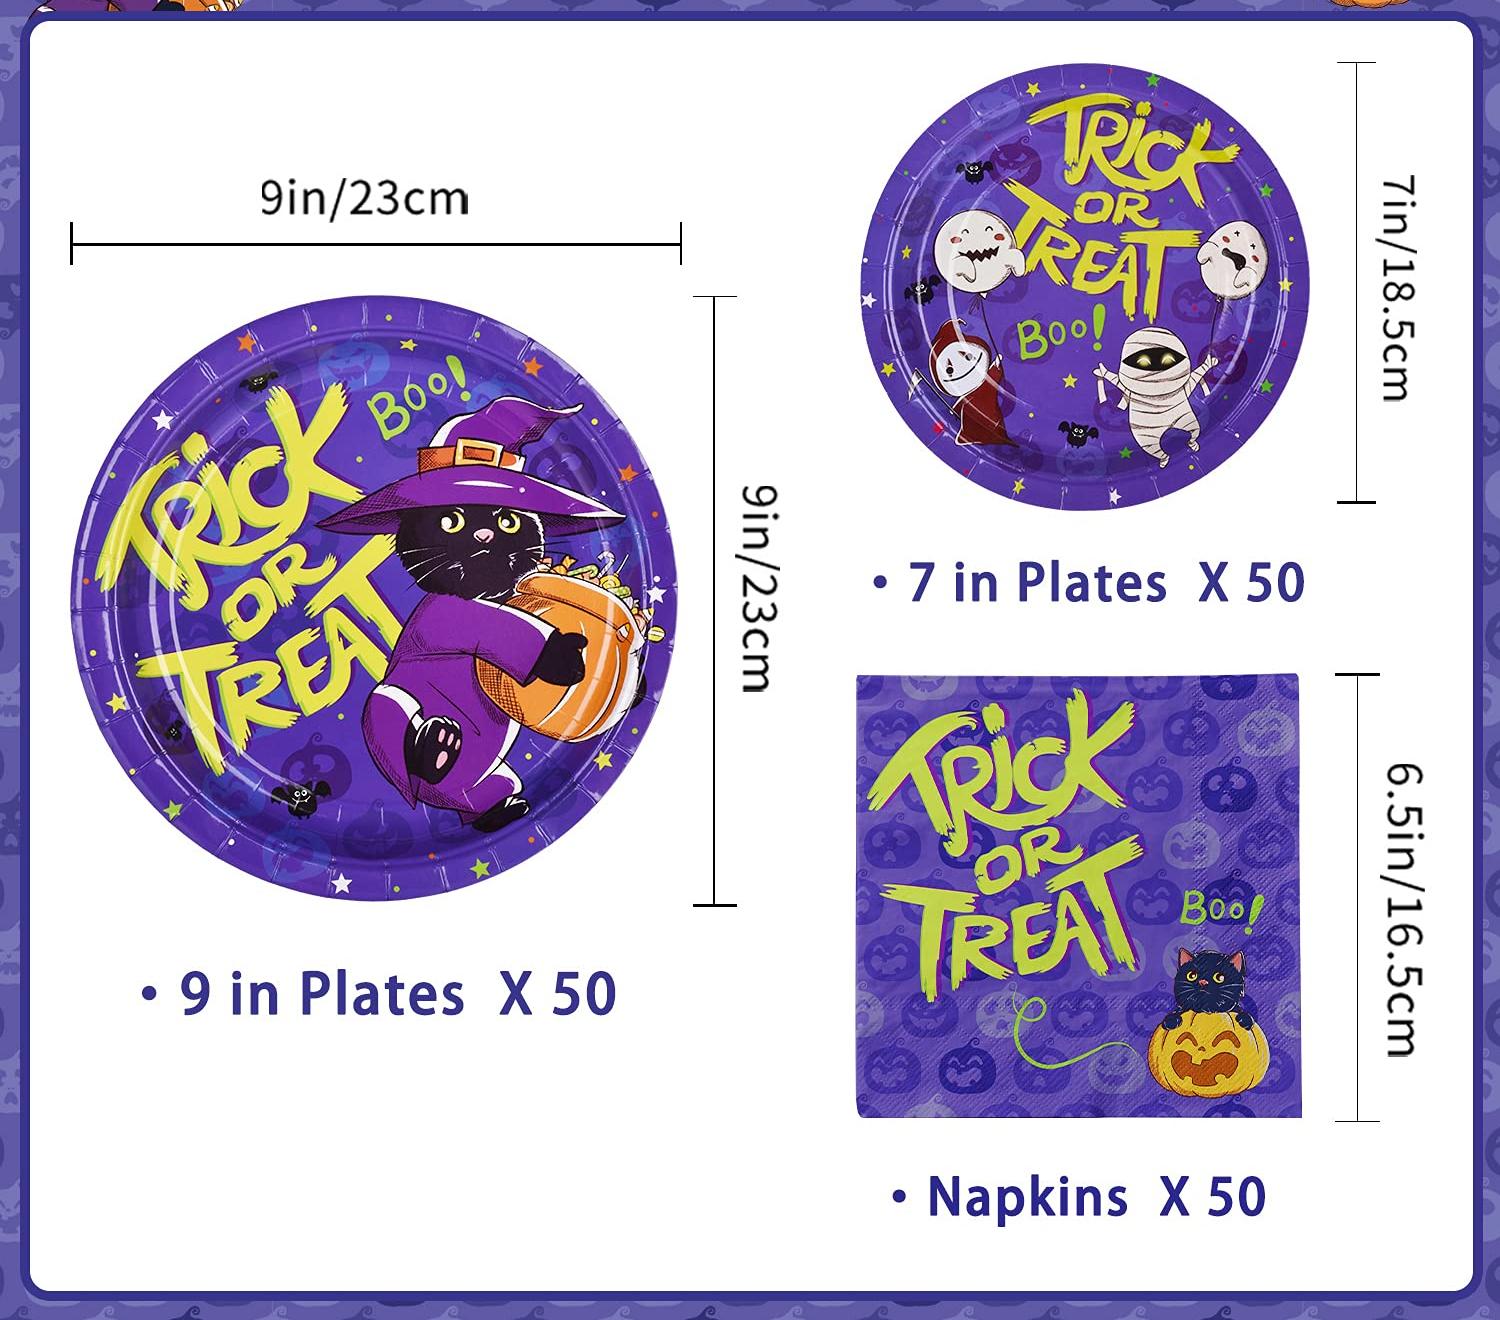 9in/23cm
9in/23cm
TRICK
OR
TREAT
BOO!
• 9 in Plates X 50
7in/18.5cm
TRICK
OR
TREAT
BOO!
• 7 in Plates X 50
6.5in/16.5cm
TRICK
OR
TREAT
BOO!
• Napkins X 50